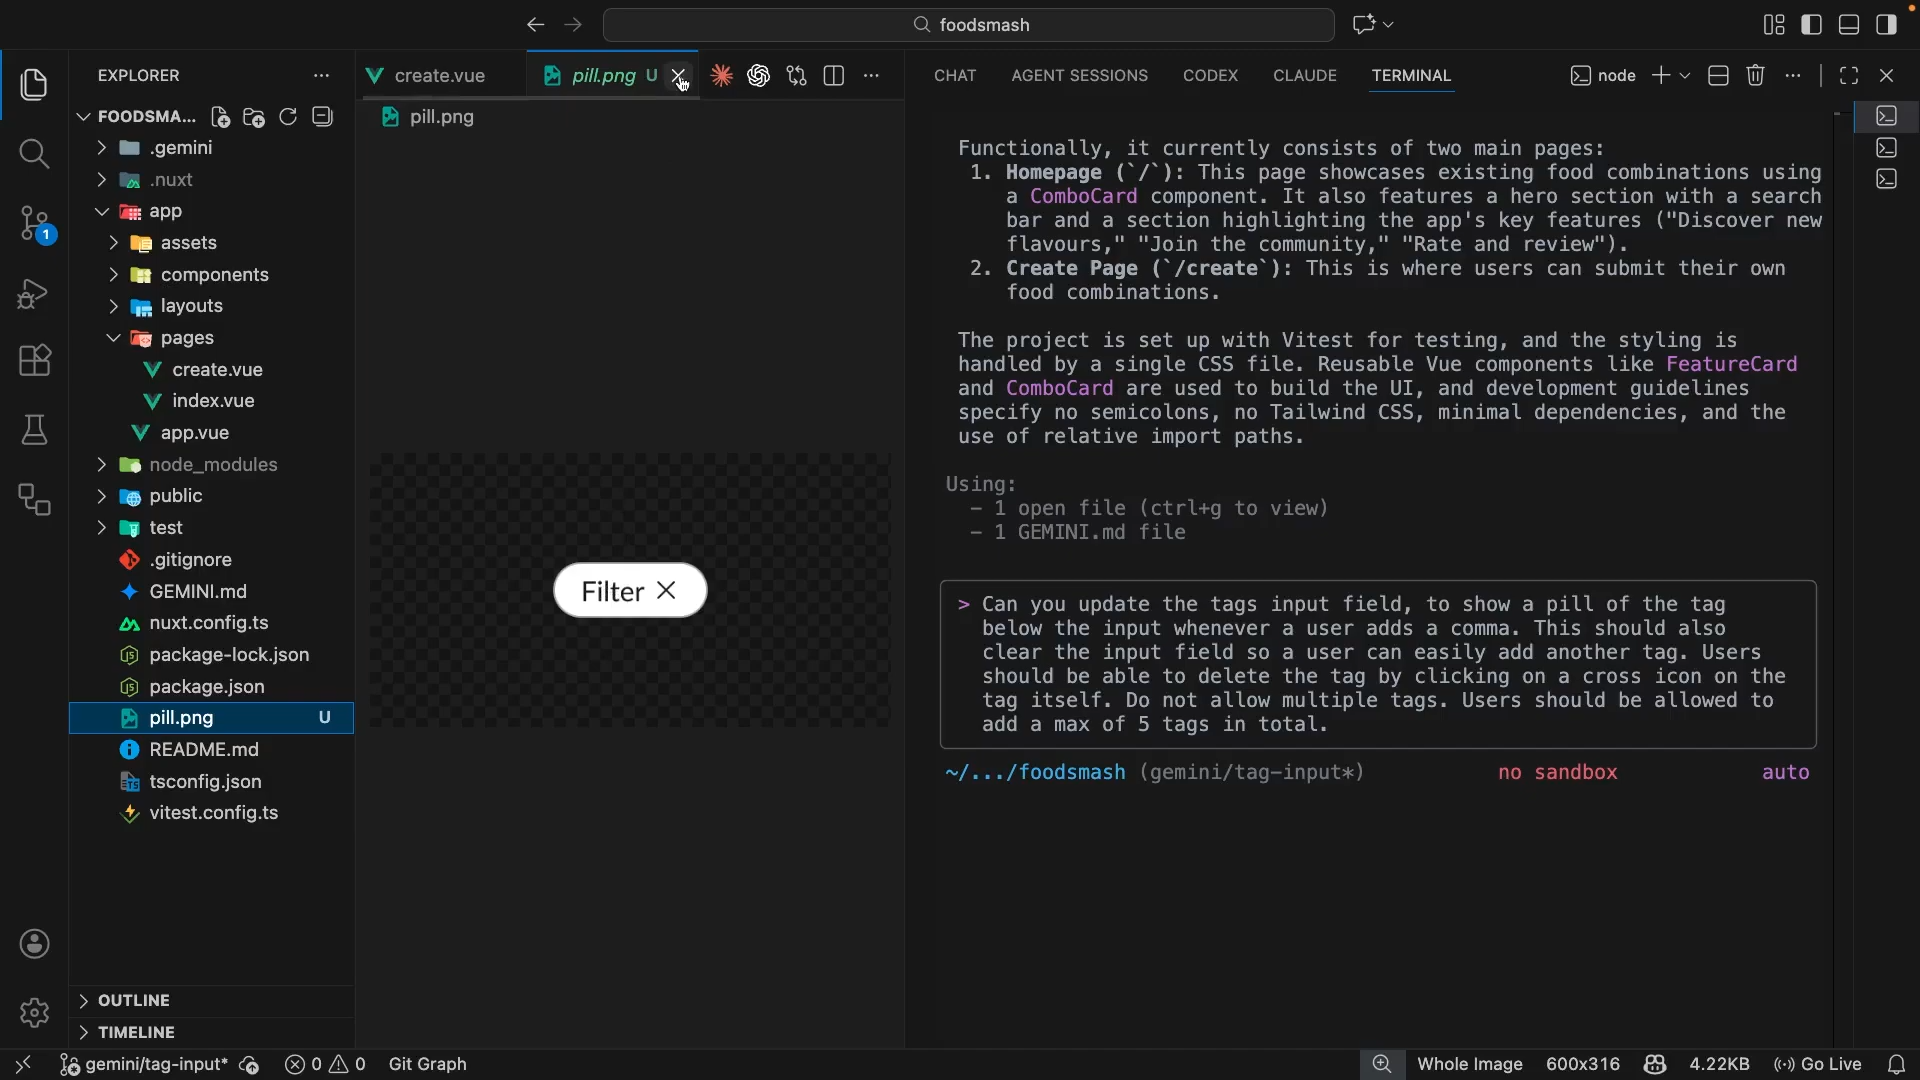 foodsmash
EXPLORER
FOODSMA...
.gemini
.nuxt
app
assets
components
layouts
pages
create.vue
index.vue
app.vue
node_modules
public
test
.gitignore
GEMINI.md
nuxt.config.ts
package-lock.json
package.json
pill.png U
README.md
tsconfig.json
vitest.config.ts
OUTLINE
TIMELINE
create.vue
pill.png U
pill.png
Filter
CHAT AGENT SESSIONS CODEX CLAUDE TERMINAL
node
Functionally, it currently consists of two main pages:
1. Homepage (`/`): This page showcases existing food combinations using
a ComboCard component. It also features a hero section with a search
bar and a section highlighting the app's key features ("Discover new
flavours," "Join the community," "Rate and review").
2. Create Page (`/create`): This is where users can submit their own
food combinations.
The project is set up with Vitest for testing, and the styling is
handled by a single CSS file. Reusable Vue components like FeatureCard
and ComboCard are used to build the UI, and development guidelines
specify no semicolons, no Tailwind CSS, minimal dependencies, and the
use of relative import paths.
Using:
- 1 open file (ctrl+g to view)
- 1 GEMINI.md file
> Can you update the tags input field, to show a pill of the tag
below the input whenever a user adds a comma. This should also
clear the input field so a user can easily add another tag. Users
should be able to delete the tag by clicking on a cross icon on the
tag itself. Do not allow multiple tags. Users should be allowed to
add a max of 5 tags in total.
~/.../foodsmash (gemini/tag-input*) no sandbox auto
1
gemini/tag-input* 0 0 Git Graph
Whole Image 600x316 4.22KB Go Live